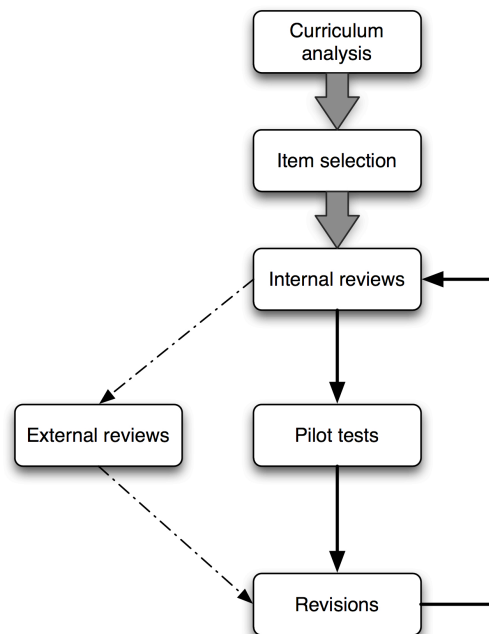 Curriculum
analysis
Item selection
Internal reviews
External reviews
Pilot tests
Revisions